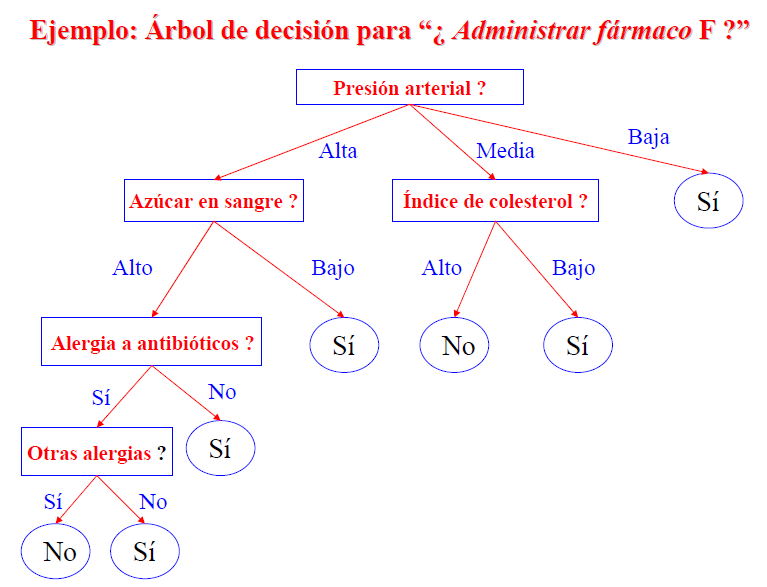 Ejemplo: Árbol de decisión para “¿ Administrar fármaco F ?”
Presión arterial ?
Alta
Media
Baja
Azúcar en sangre ?
Índice de colesterol ?
Sí
Alto
Bajo
Alto
Bajo
Alergia a antibióticos ?
Sí
No
Sí
Sí
No
Sí
Otras alergias ?
Sí
No
No
Sí